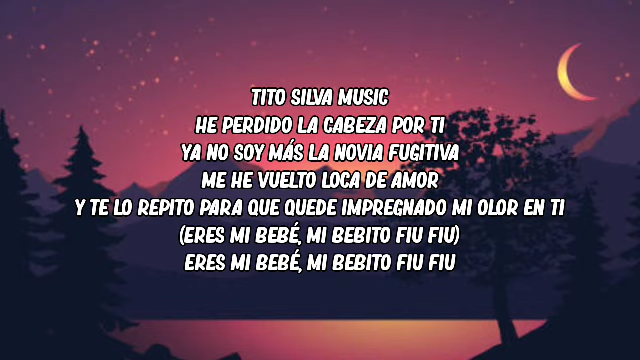 TITO SILVA MUSIC
HE PERDIDO LA CABEZA POR TI
YA NO SOY MÁS LA NOVIA FUGITIVA
ME HE VUELTO LOCA DE AMOR
Y TE LO REPITO PARA QUE QUEDE IMPREGNADO MI OLOR EN TI
(ERES MI BEBÉ, MI BEBITO FIU FIU)
ERES MI BEBÉ, MI BEBITO FIU FIU